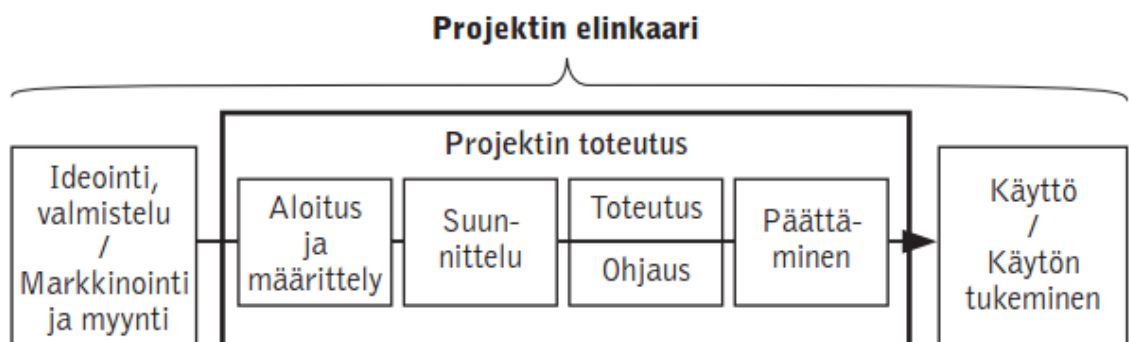 Projektin elinkaari
Projektin toteutus
Ideointi,
valmistelu
/
Markkinointi
ja myynti
Aloitus
ja
määrittely
Suun-
nittelu
Toteutus
Ohjaus
Päättä-
minen
Käyttö
/
Käytön
tukeminen